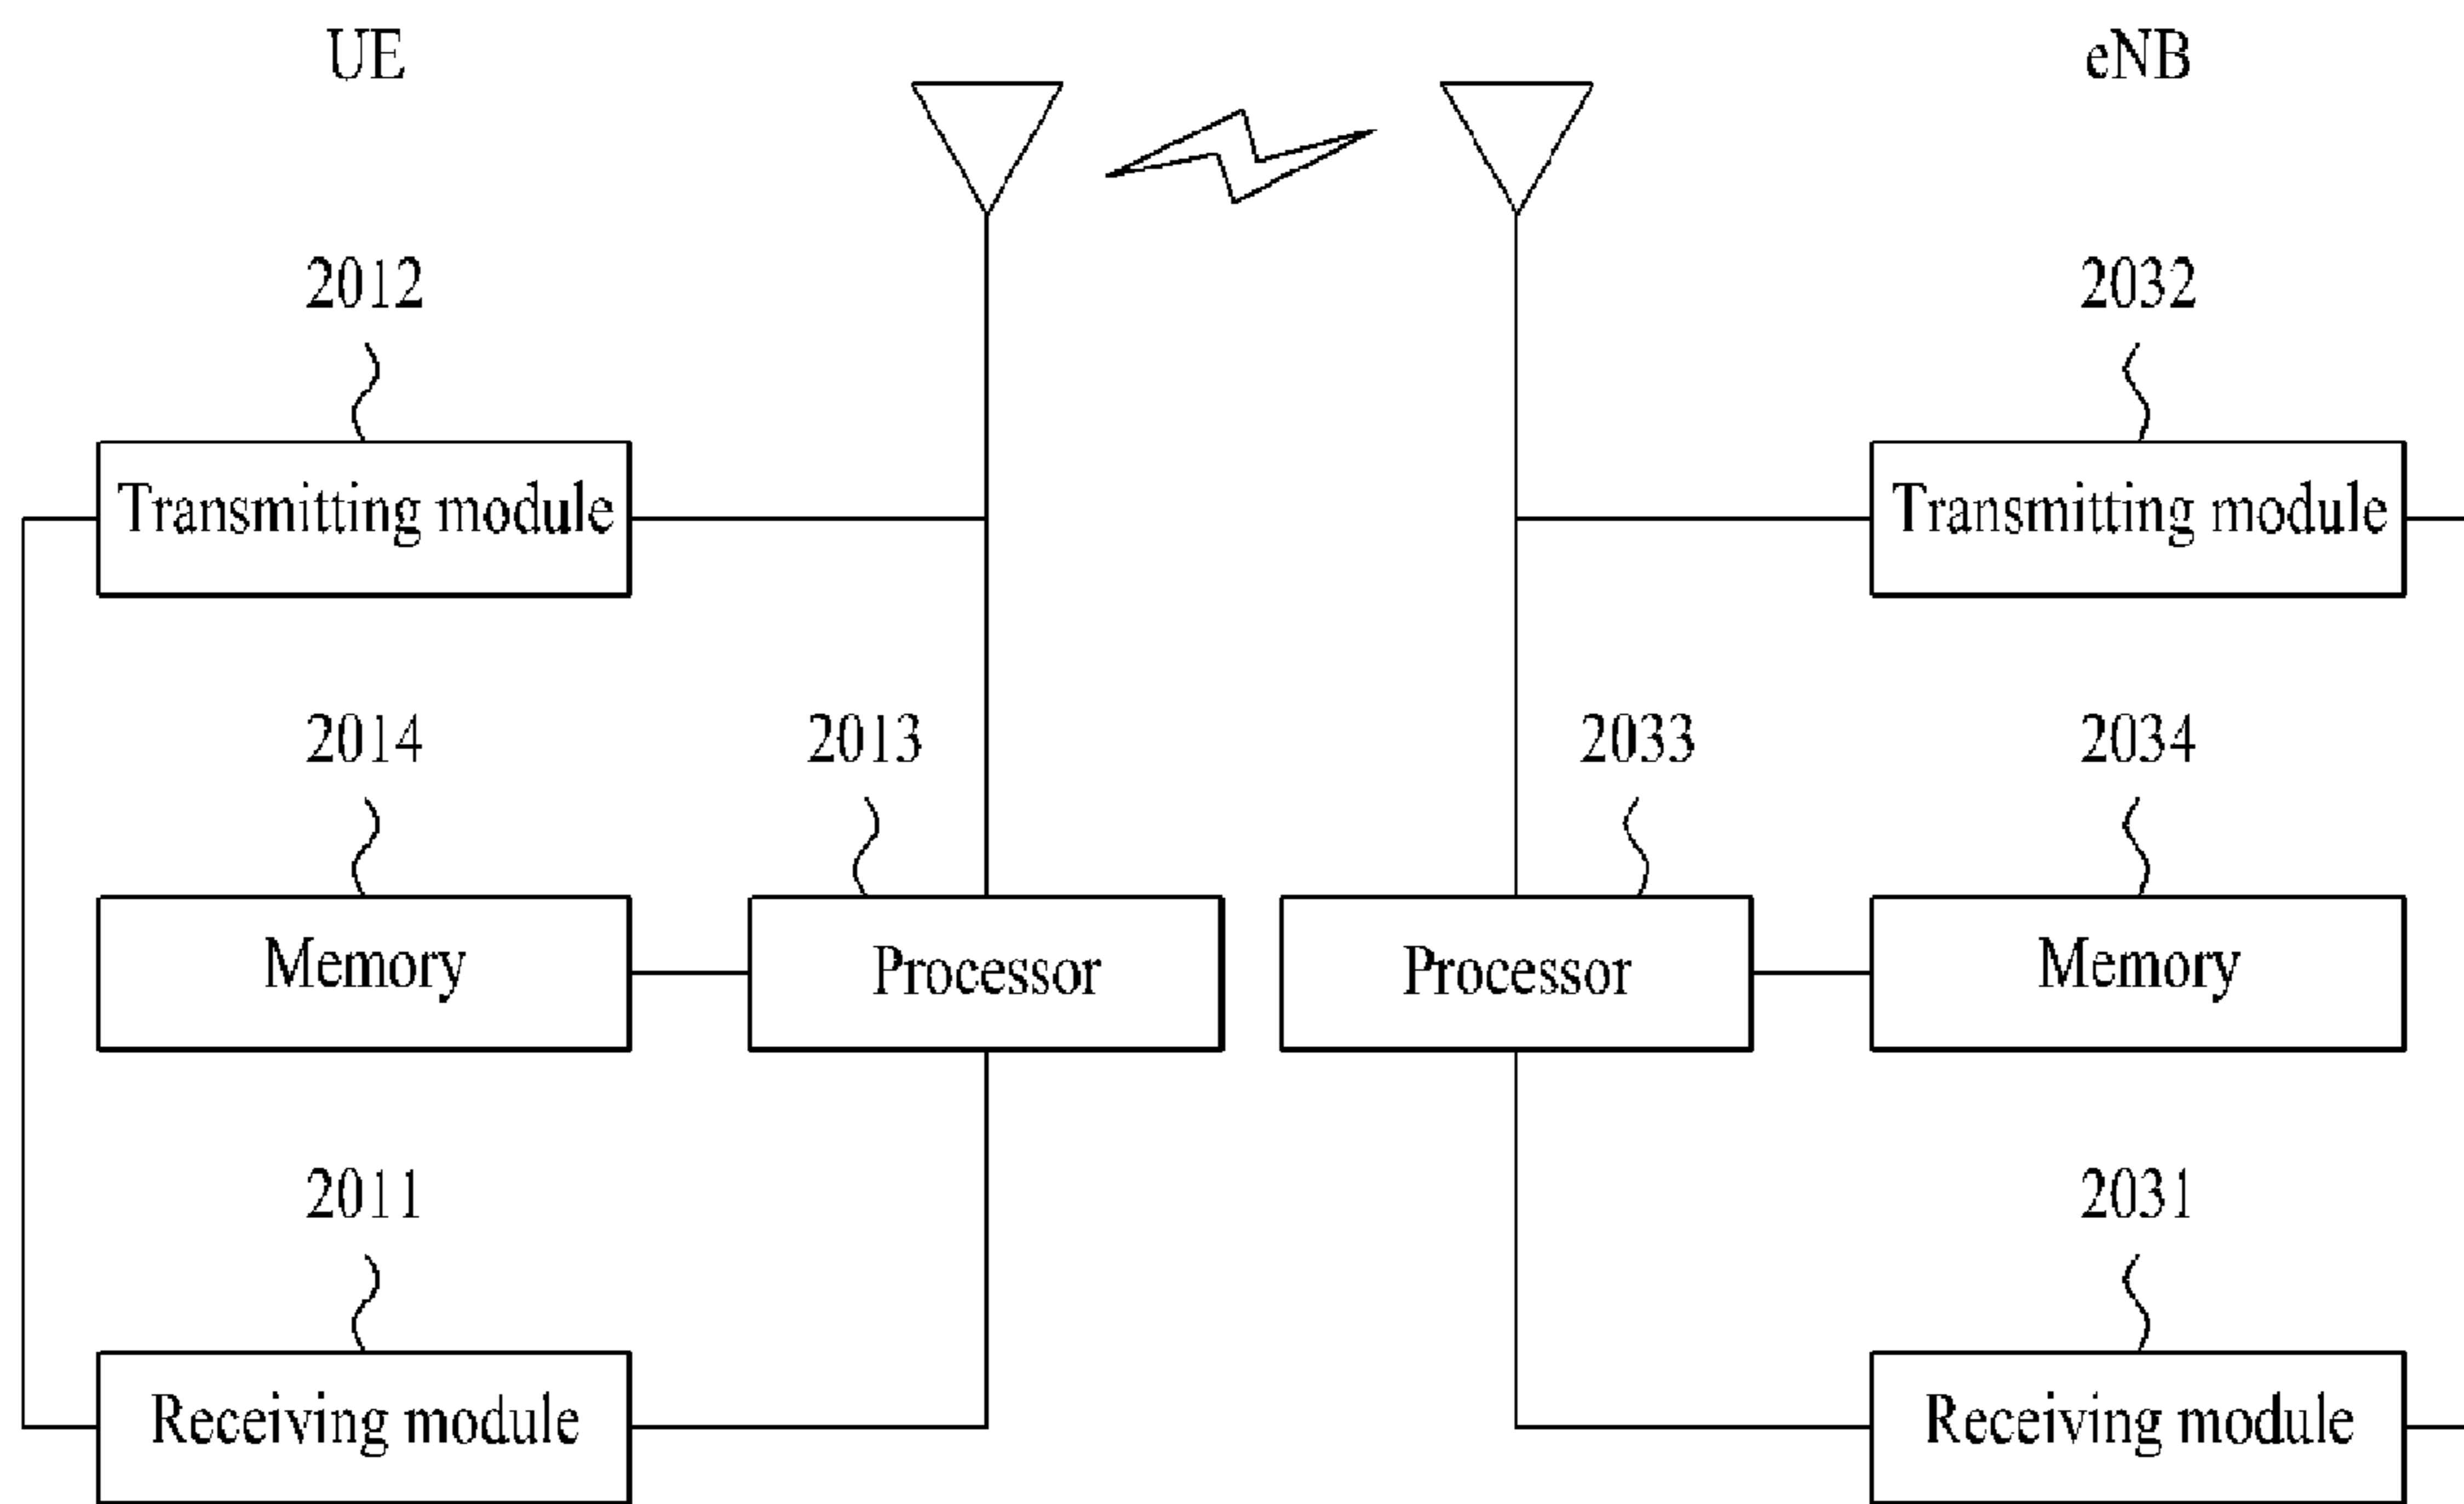 UE
eNB
2012
2032
Transmitting module
Transmitting module
2014
2013
2033
2034
Memory
Processor
Processor
Memory
2011
2031
Receiving module
Receiving module